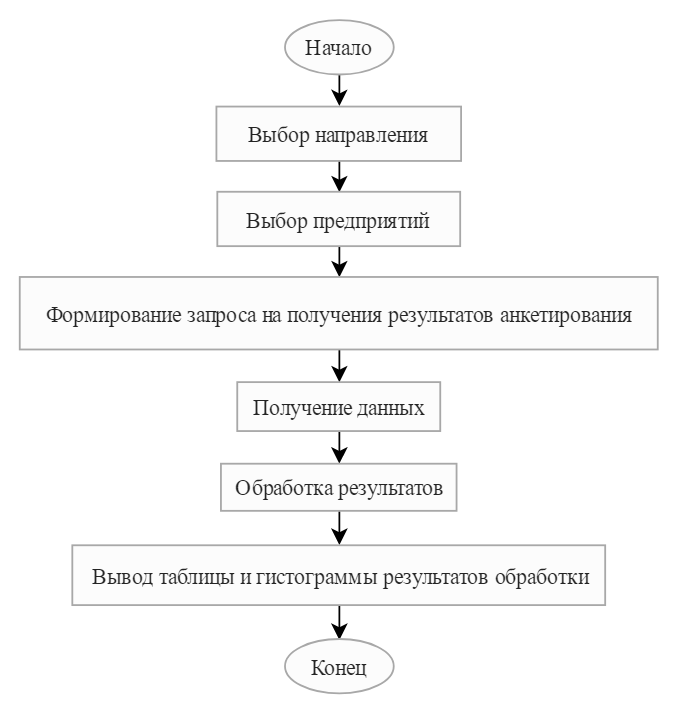 Начало
Выбор направления
Выбор предприятий
Формирование запроса на получения результатов анкетирования
Получение данных
Обработка результатов
Вывод таблицы и гистограммы результатов обработки
Конец